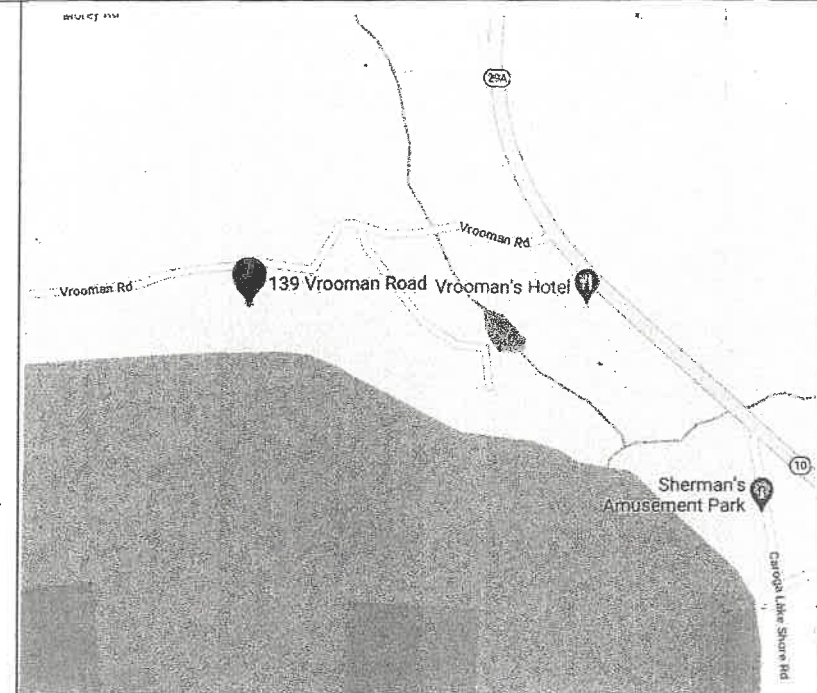 29A
Vrooman Rd
Vrooman Rd
139 Vrooman Road
Vrooman's Hotel
10
Sherman's
Amusement Park
Caroga Lake Shore Rd